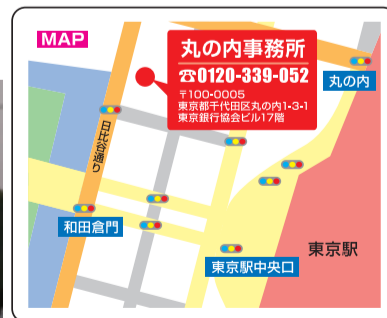 MAP
丸の内事務所
☎0120-339-052
〒100-0005
東京都千代田区丸の内1-3-1
東京銀行協会ビル17階
丸の内
日比谷通り
和田倉門
東京駅中央口
東京駅